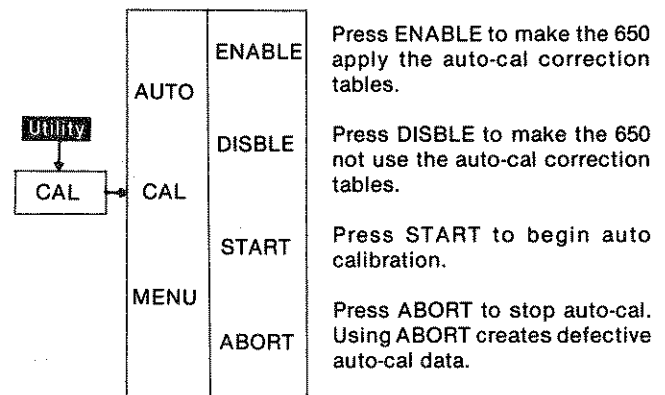 Utility
CAL
AUTO
CAL
MENU
ENABLE
Press ENABLE to make the 650
apply the auto-cal correction
tables.
DISBLE
Press DISBLE to make the 650
not use the auto-cal correction
tables.
START
Press START to begin auto
calibration.
ABORT
Press ABORT to stop auto-cal.
Using ABORT creates defective
auto-cal data.